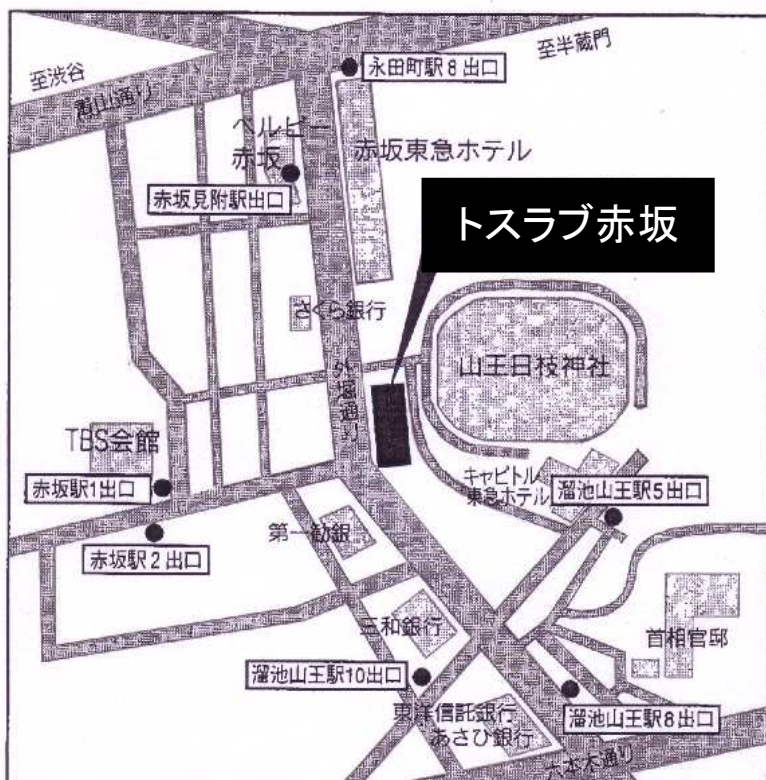 至渋谷
青山通り
永田町駅8出口
至半蔵門
ベルビー
赤坂
赤坂東急ホテル
赤坂見附駅出口
トスラブ赤坂
さくら銀行
外堀通り
山王日枝神社
TBS会館
赤坂駅1出口
キャピトル
東急ホテル
溜池山王駅5出口
赤坂駅2出口
第一勧銀
三和銀行
首相官邸
溜池山王駅10出口
東洋信託銀行
あさひ銀行
溜池山王駅8出口
六本木通り